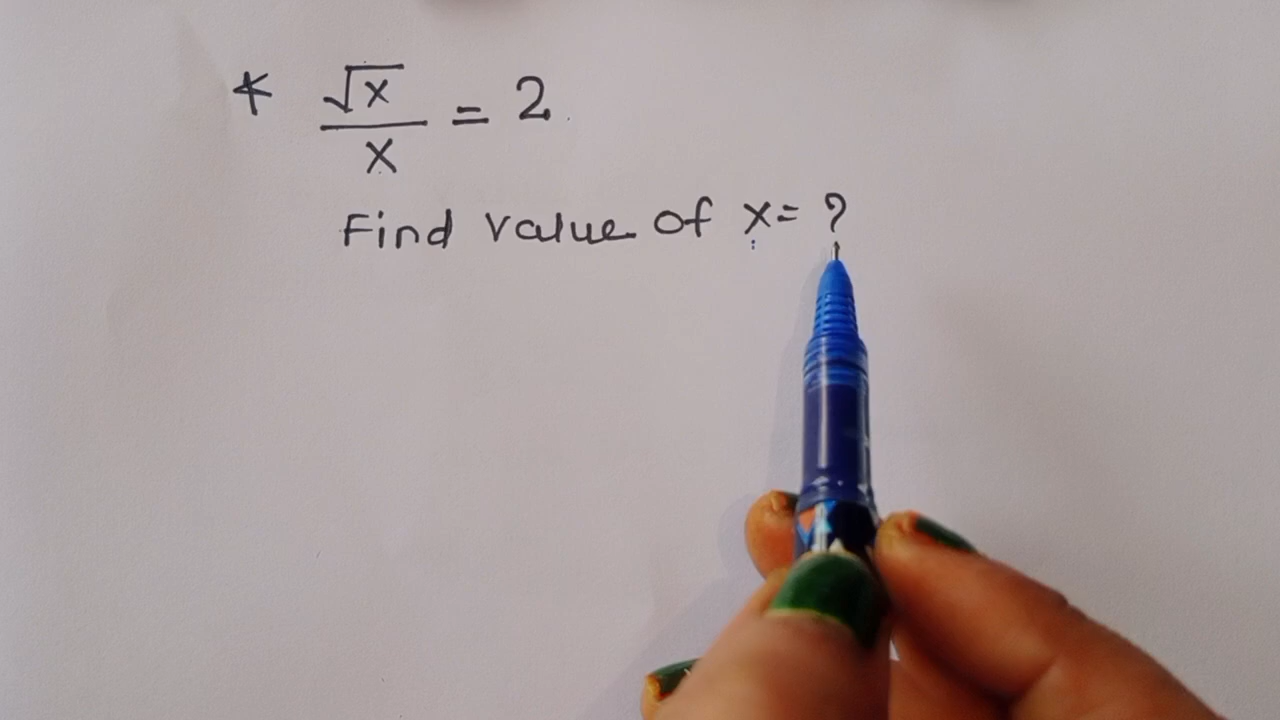 * √x / x = 2
Find value of x= ?